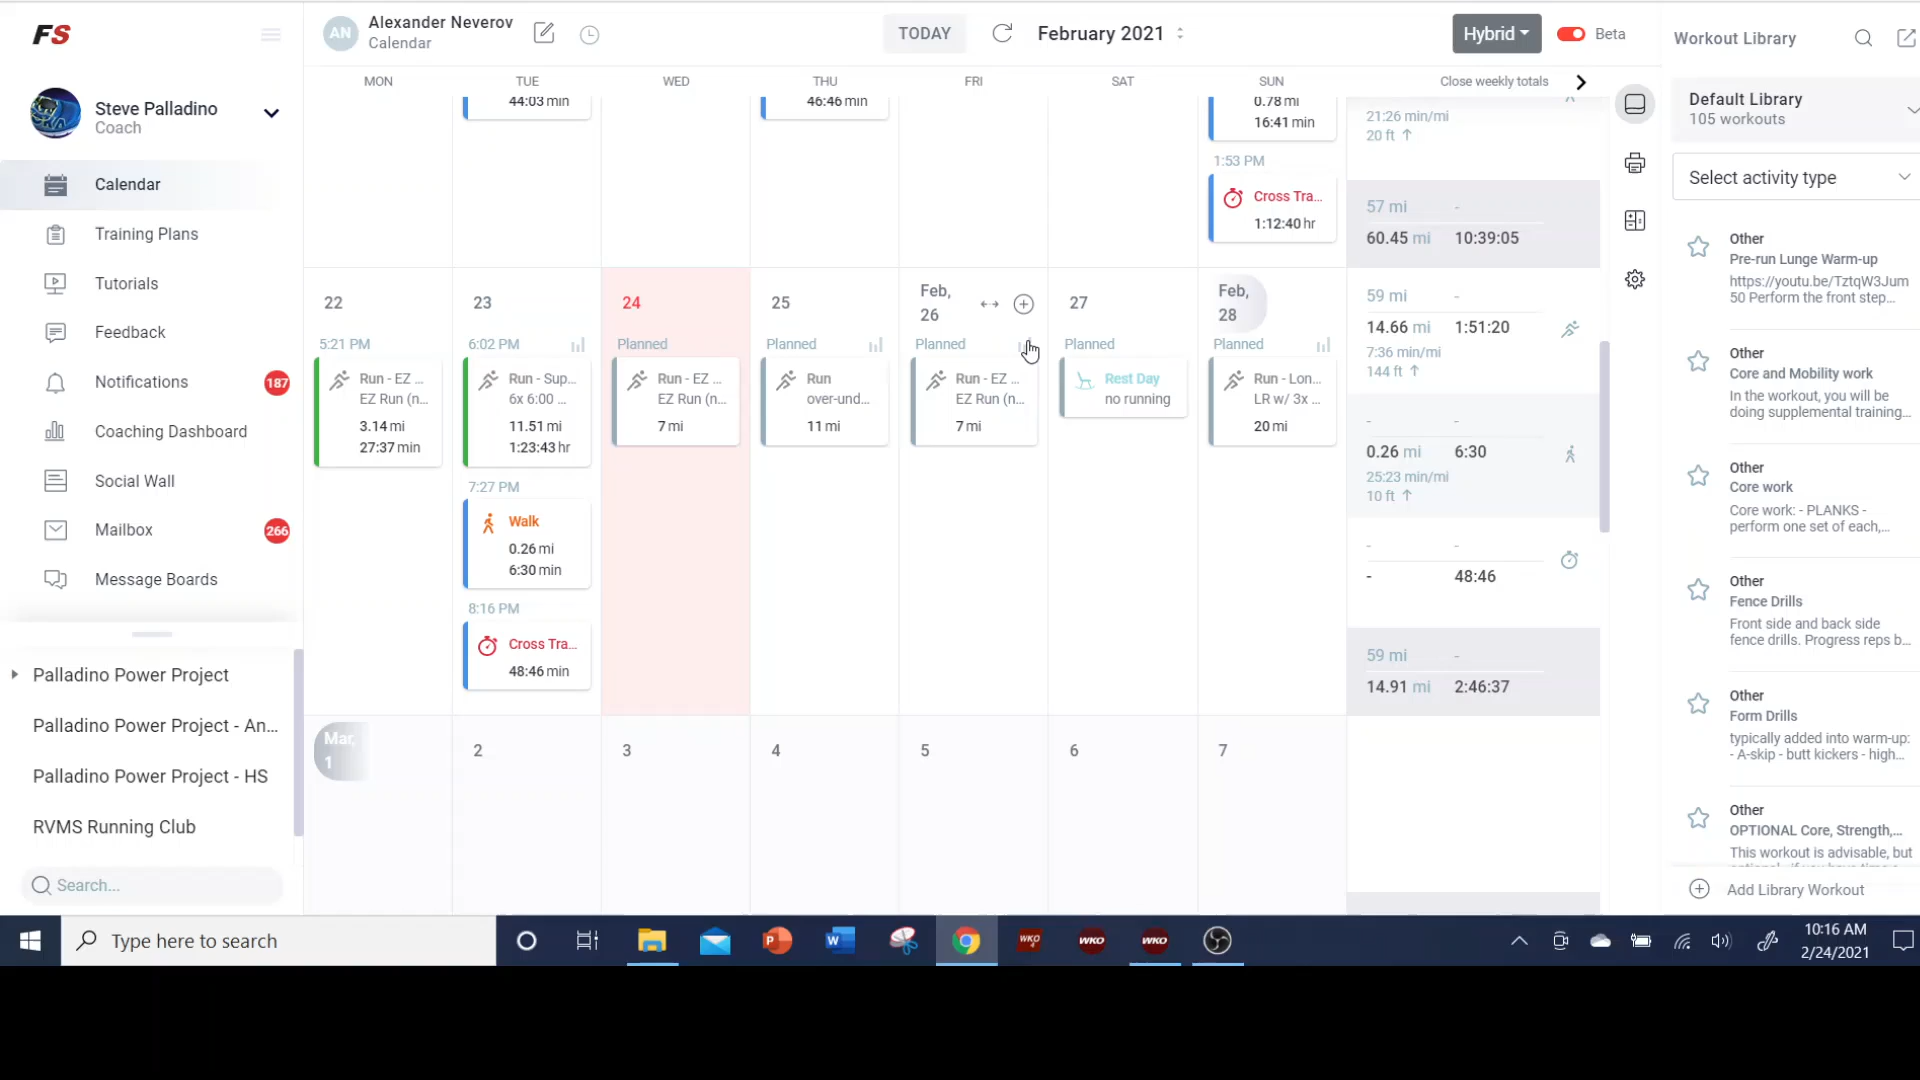 FS
AN
Alexander Neverov
Calendar
TODAY
February 2021
Hybrid
Beta
Workout Library
MON
TUE
WED
THU
FRI
SAT
SUN
Close weekly totals
Steve Palladino
Coach
Calendar
Training Plans
Tutorials
Feedback
Notifications
187
Coaching Dashboard
Social Wall
Mailbox
266
Message Boards
Palladino Power Project
Palladino Power Project - An...
Palladino Power Project - HS
RVMS Running Club
Search...
44:03 min
46:46 min
0.78 mi
16:41 min
1:53 PM
Cross Tra...
1:12:40 hr
21:26 min/mi
20 ft ↑
57 mi -
60.45 mi 10:39:05
22
5:21 PM
Run - EZ ...
EZ Run (n...
3.14 mi
27:37 min
23
6:02 PM
Run - Sup...
6x 6:00 ...
11.51 mi
1:23:43 hr
7:27 PM
Walk
0.26 mi
6:30 min
8:16 PM
Cross Tra...
48:46 min
24
Planned
Run - EZ ...
EZ Run (n...
7 mi
25
Planned
Run
over-und...
11 mi
Feb,
26
Planned
Run - EZ ...
EZ Run (n...
7 mi
27
Planned
Rest Day
no running
Feb,
28
Planned
Run - Lon...
LR w/ 3x ...
20 mi
59 mi -
14.66 mi 1:51:20
7:36 min/mi
144 ft ↑
- -
0.26 mi 6:30
25:23 min/mi
10 ft ↑
- -
- 48:46
59 mi -
14.91 mi 2:46:37
Mar,
1
2
3
4
5
6
7
Default Library
105 workouts
Select activity type
Other
Pre-run Lunge Warm-up
https://youtu.be/TztqW3Jum
50 Perform the front step...
Other
Core and Mobility work
In the workout, you will be
doing supplemental training...
Other
Core work
Core work: - PLANKS -
perform one set of each,...
Other
Fence Drills
Front side and back side
fence drills. Progress reps b...
Other
Form Drills
typically added into warm-up:
- A-skip - butt kickers - high...
Other
OPTIONAL Core, Strength,...
This workout is advisable, but
Add Library Workout
Type here to search
P
W
WKO
4
WKO
WKO
10:16 AM
2/24/2021